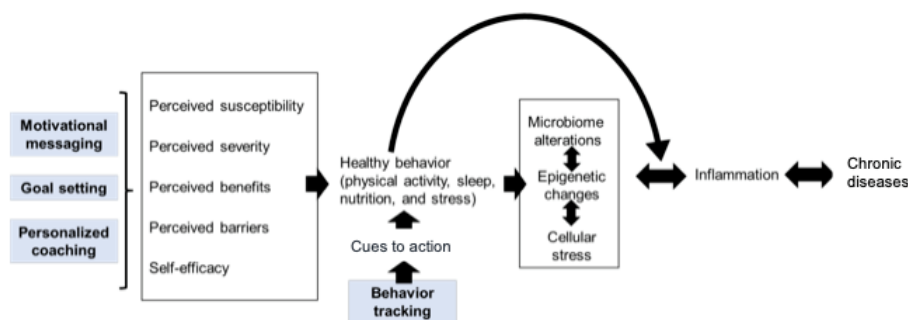 Motivational
messaging
Goal setting
Personalized
coaching
Perceived susceptibility
Perceived severity
Perceived benefits
Perceived barriers
Self-efficacy
Healthy behavior
(physical activity, sleep,
nutrition, and stress)
Cues to action
Behavior
tracking
Microbiome
alterations
Epigenetic
changes
Cellular
stress
Inflammation
Chronic
diseases